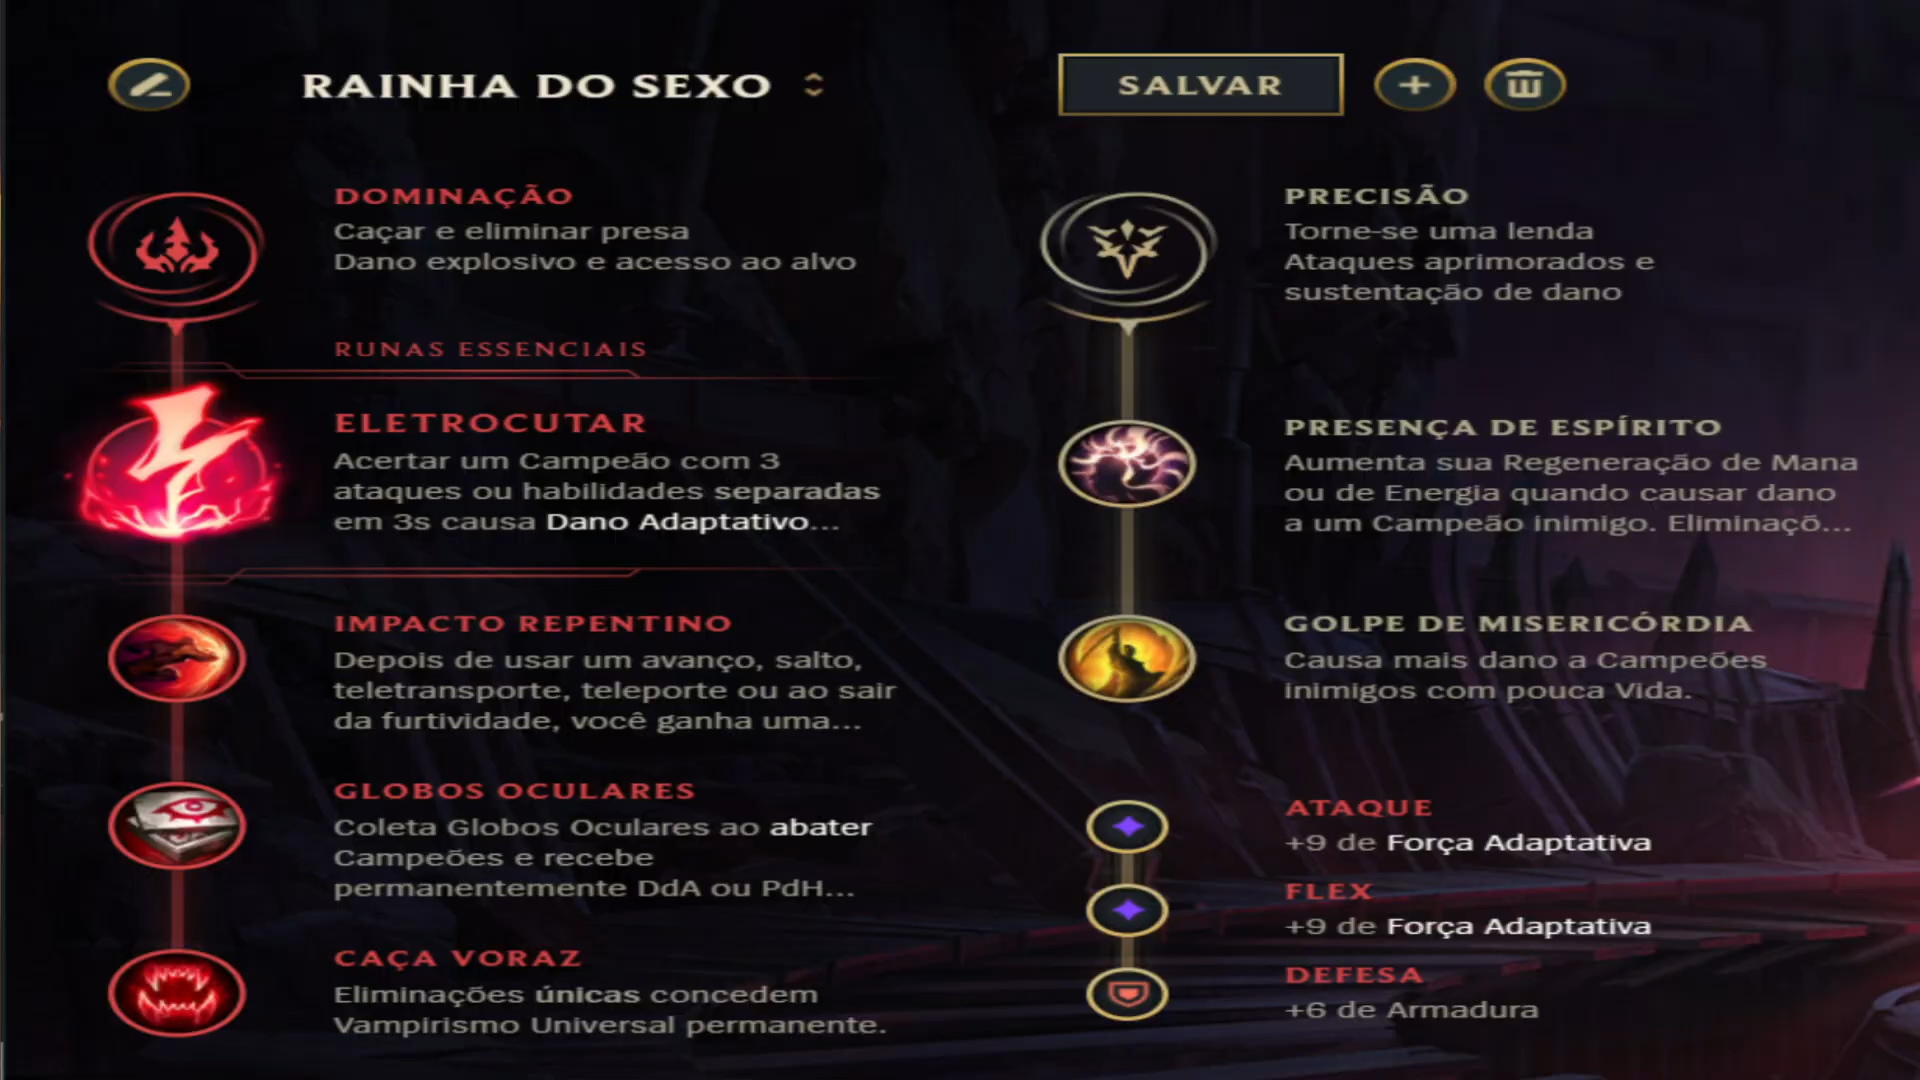 RAINHA DO SEXO
SALVAR
DOMINAÇÃO
Caçar e eliminar presa
Dano explosivo e acesso ao alvo
RUNAS ESSENCIAIS
ELETROCUTAR
Acertar um Campeão com 3
ataques ou habilidades separadas
em 3s causa Dano Adaptativo...
IMPACTO REPENTINO
Depois de usar um avanço, salto,
teletransporte, teleporte ou ao sair
da furtividade, você ganha uma...
GLOBOS OCULARES
Coleta Globos Oculares ao abater
Campeões e recebe
permanentemente DdA ou PdH...
CAÇA VORAZ
Eliminações únicas concedem
Vampirismo Universal permanente.
PRECISÃO
Torne-se uma lenda
Ataques aprimorados e
sustentação de dano
PRESENÇA DE ESPÍRITO
Aumenta sua Regeneração de Mana
ou de Energia quando causar dano
a um Campeão inimigo. Eliminaçõ...
GOLPE DE MISERICÓRDIA
Causa mais dano a Campeões
inimigos com pouca Vida.
ATAQUE
+9 de Força Adaptativa
FLEX
+9 de Força Adaptativa
DEFESA
+6 de Armadura